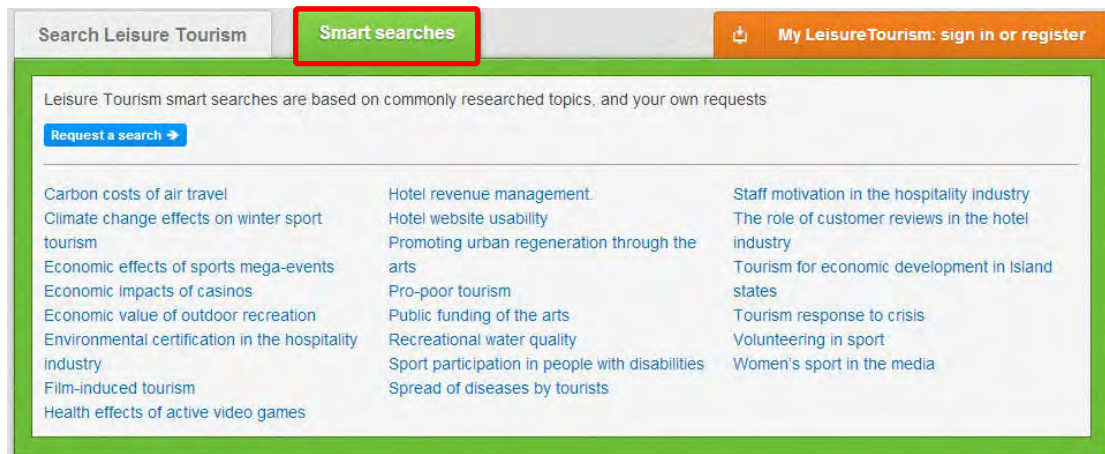 Search Leisure Tourism
Smart searches
My LeisureTourism: sign in or register
Leisure Tourism smart searches are based on commonly researched topics, and your own requests
Request a search →
Carbon costs of air travel
Climate change effects on winter sport
tourism
Economic effects of sports mega-events
Economic impacts of casinos
Economic value of outdoor recreation
Environmental certification in the hospitality
industry
Film-induced tourism
Health effects of active video games
Hotel revenue management.
Hotel website usability
Promoting urban regeneration through the
arts
Pro-poor tourism
Public funding of the arts
Recreational water quality
Sport participation in people with disabilities
Spread of diseases by tourists
Staff motivation in the hospitality industry
The role of customer reviews in the hotel
industry
Tourism for economic development in Island
states
Tourism response to crisis
Volunteering in sport
Women's sport in the media